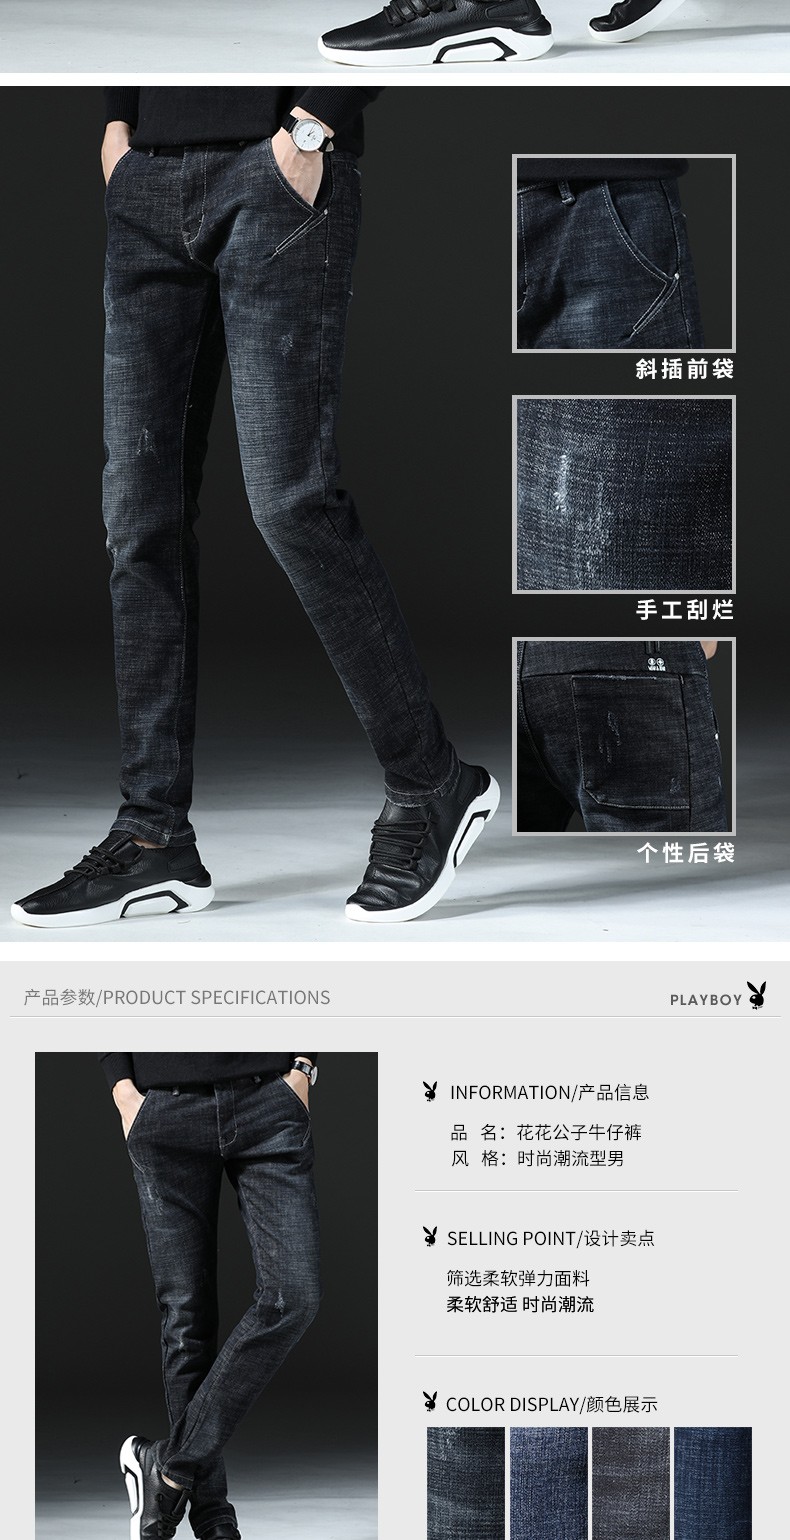 斜插前袋
手工刮烂
个性后袋
产品参数/PRODUCT SPECIFICATIONS
PLAYBOY
INFORMATION/产品信息
品 名：花花公子牛仔裤
风 格：时尚潮流型男
SELLING POINT/设计卖点
筛选柔软弹力面料
柔软舒适 时尚潮流
COLOR DISPLAY/颜色展示